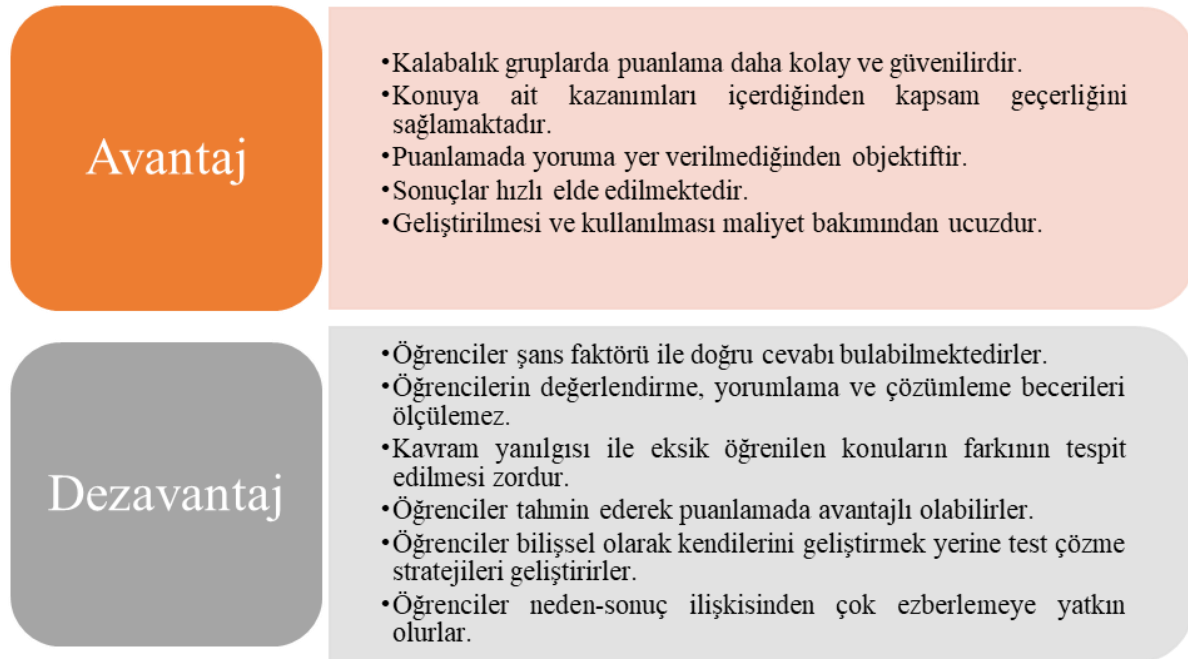 Avantaj
•Kalabalık gruplarda puanlama daha kolay ve güvenilirdir.
•Konuya ait kazanımları içerdiğinden kapsam geçerliğini
sağlamaktadır.
•Puanlamada yoruma yer verilmediğinden objektiftir.
•Sonuçlar hızlı elde edilmektedir.
•Geliştirilmesi ve kullanılması maliyet bakımından ucuzdur.
Dezavantaj
•Öğrenciler şans faktörü ile doğru cevabı bulabilmektedirler.
•Öğrencilerin değerlendirme, yorumlama ve çözümleme becerileri
ölçülemez.
•Kavram yanılgısı ile eksik öğrenilen konuların farkının tespit
edilmesi zordur.
•Öğrenciler tahmin ederek puanlamada avantajlı olabilirler.
•Öğrenciler bilişsel olarak kendilerini geliştirmek yerine test çözme
stratejileri geliştirirler.
•Öğrenciler neden-sonuç ilişkisinden çok ezberlemeye yatkın
olurlar.